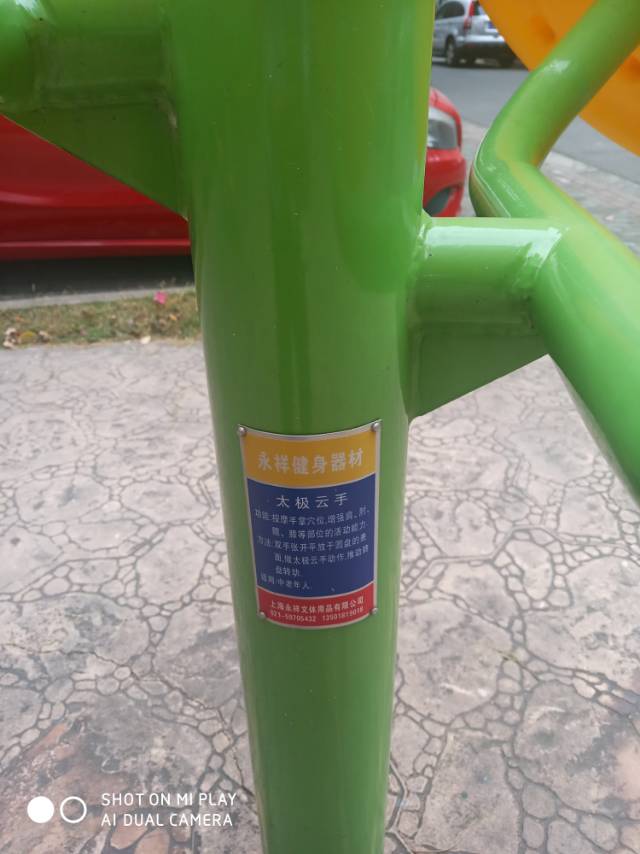 永祥健身器材
太极云手
功能:按摩手掌穴位,增强肩、肘、
髋、膝等部位的活动能力.
方法:双手张开平放于圆盘的表
面,做太极云手动作,推动转
盘转动.
适用:中老年人.
上海永祥文体用品有限公司
021-59705432 13501819018
SHOT ON MI PLAY
AI DUAL CAMERA